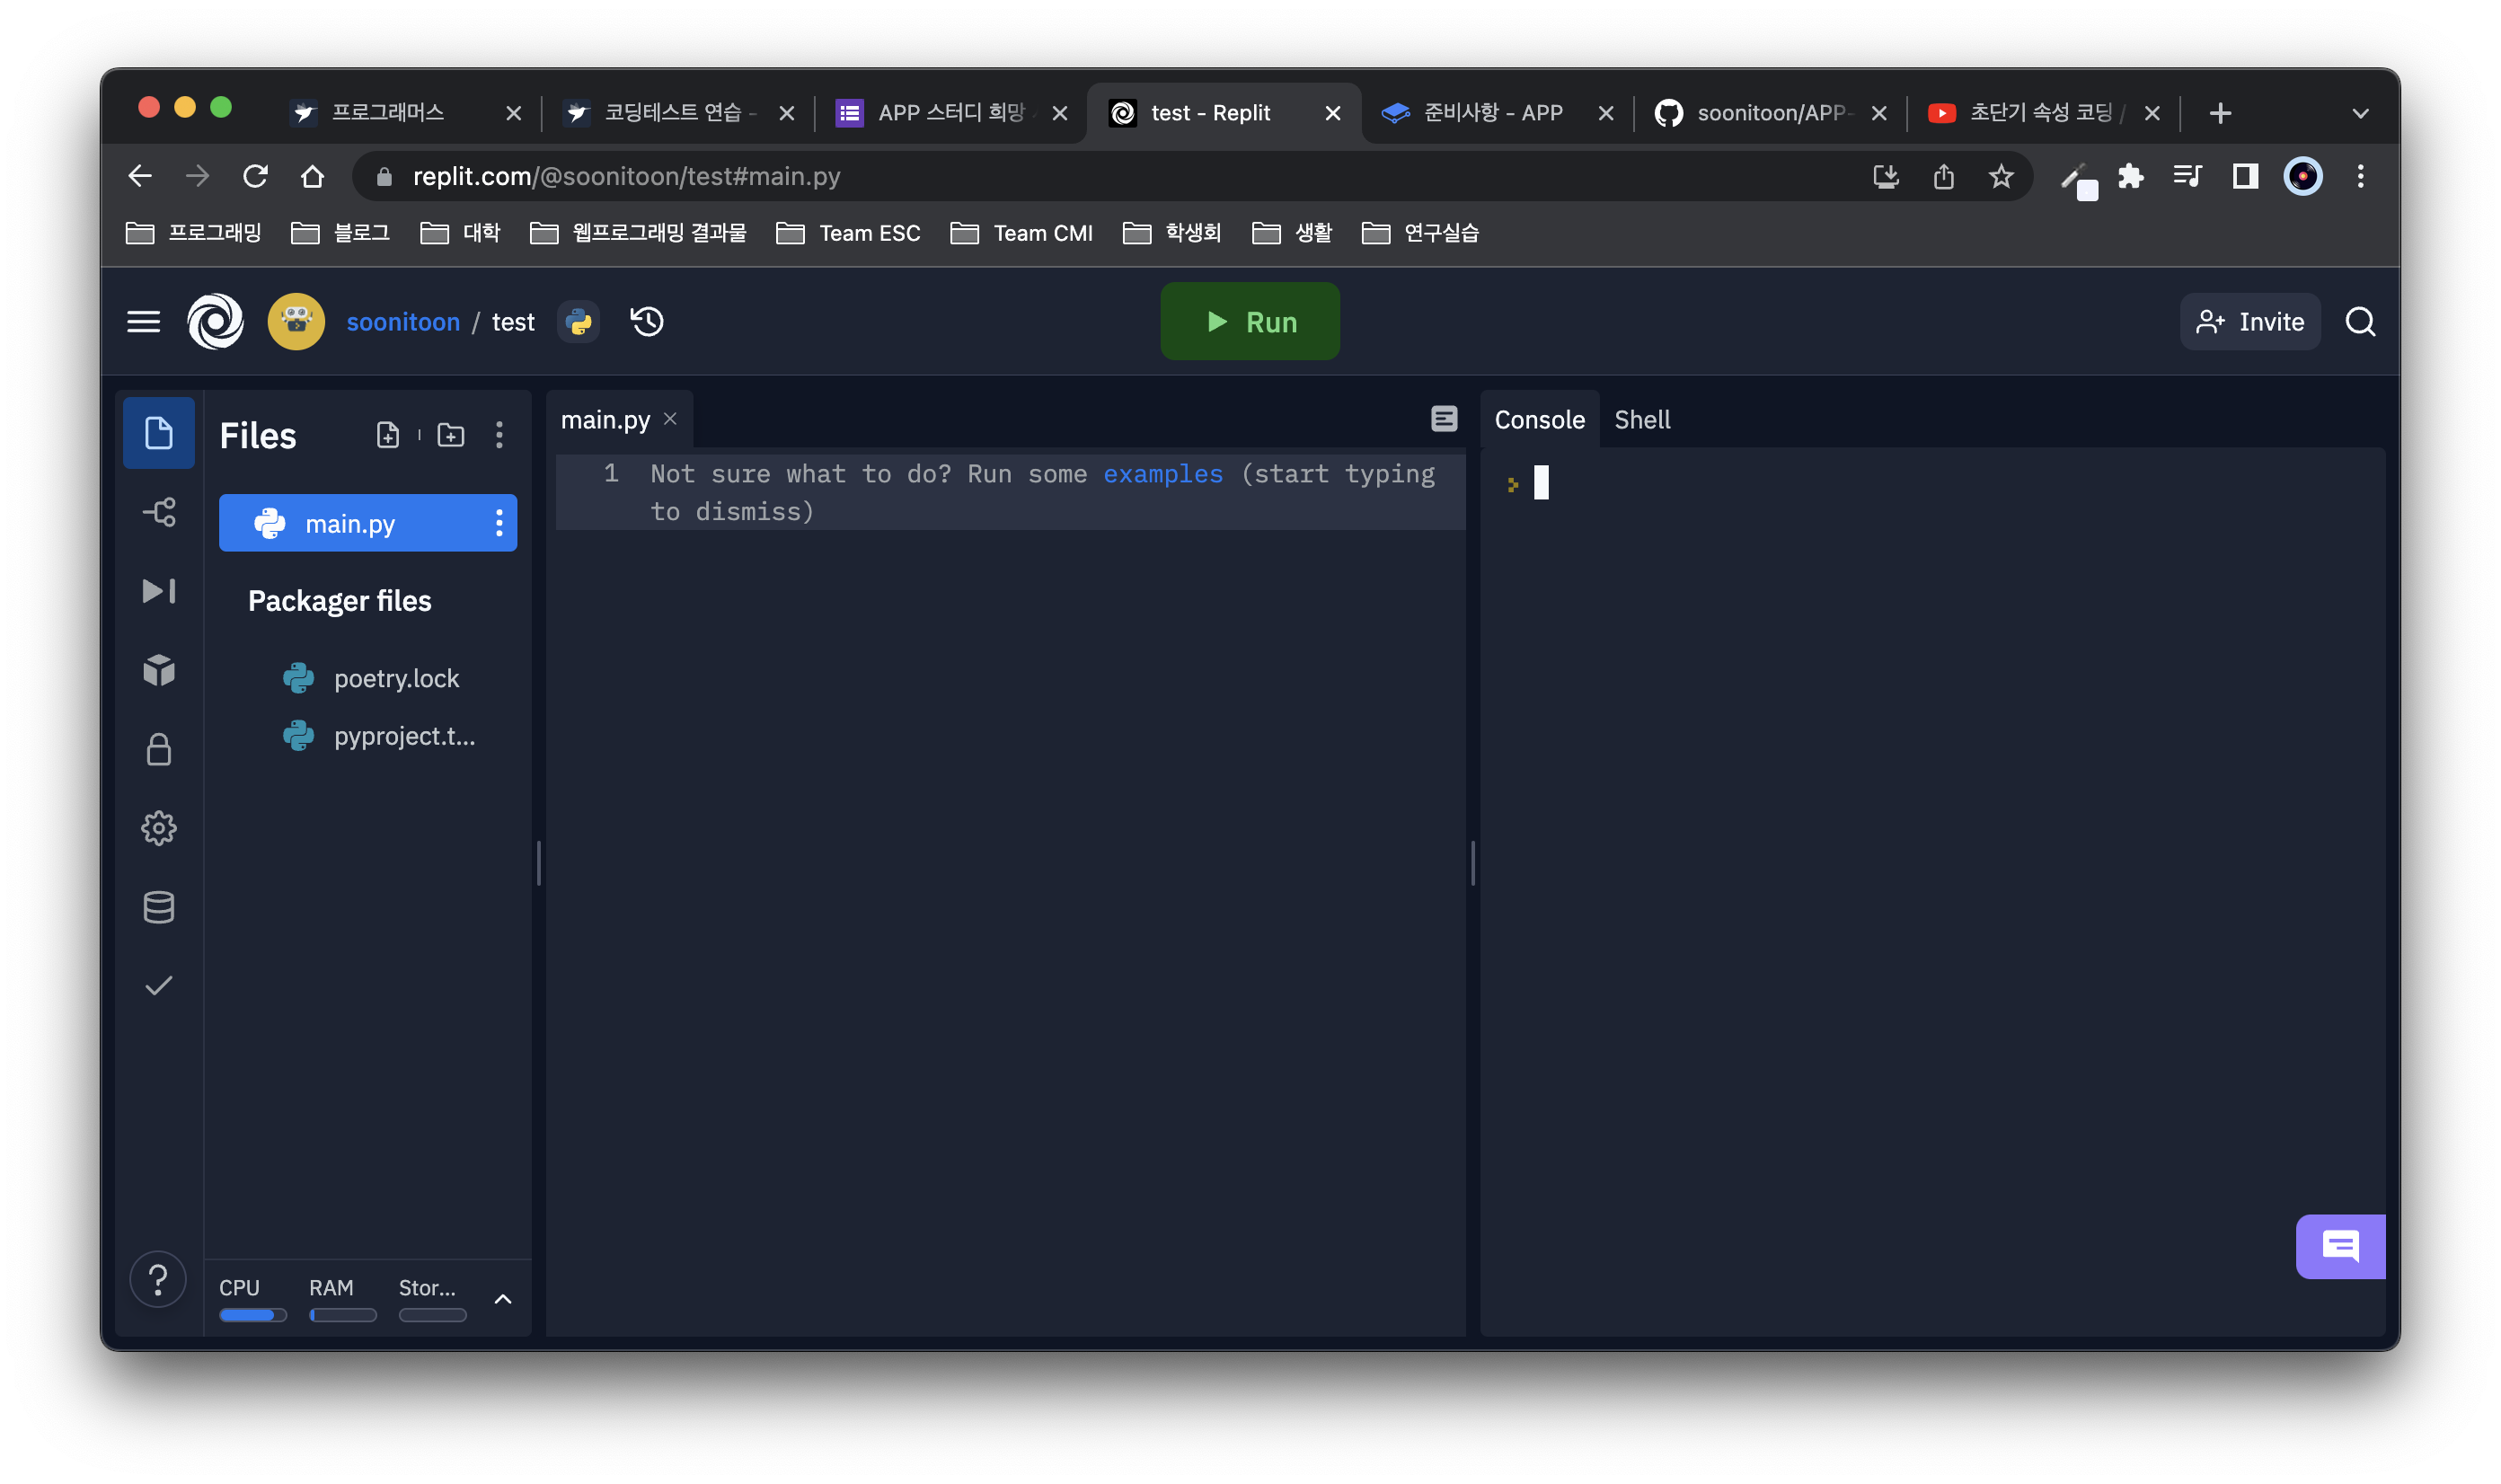 프로그래머스
코딩테스트 연습 -
APP 스터디 희망
test - Replit
준비사항 - APP
soonitoon/APP-
초단기 속성 코딩 /
replit.com/@soonitoon/test#main.py
프로그래밍
블로그
대학
웹프로그래밍 결과물
Team ESC
Team CMI
학생회
생활
연구실습
soonitoon / test
Run
Invite
Files
main.py
Packager files
poetry.lock
pyproject.t...
CPU
RAM
Stor...
main.py
1 Not sure what to do? Run some examples (start typing
to dismiss)
Console
Shell